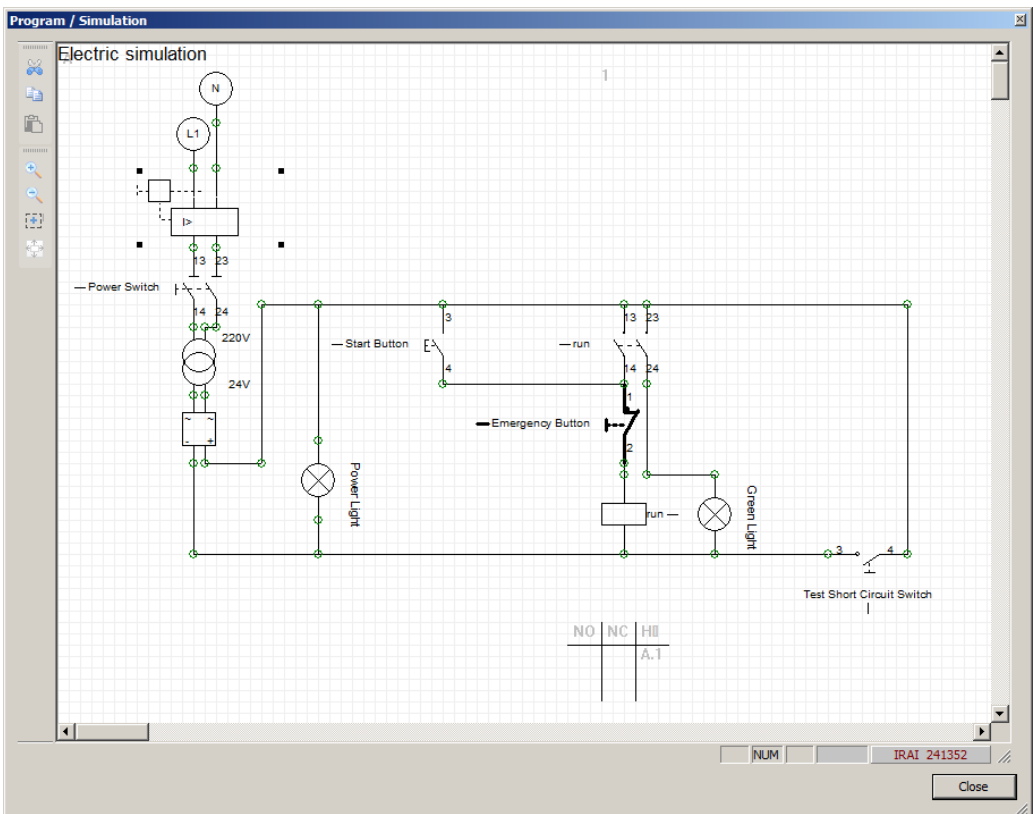 Program / Simulation
Electric simulation
1
N
L1
I>
13 23
Power Switch
14 24
220V
24V
~ ~
- +
3
Start Button
4
13 23
run
14 24
1
Emergency Button
2
Power Light
run
Green Light
3 4
Test Short Circuit Switch
NO NC
A.1
NUM
IRAI 241352
Close